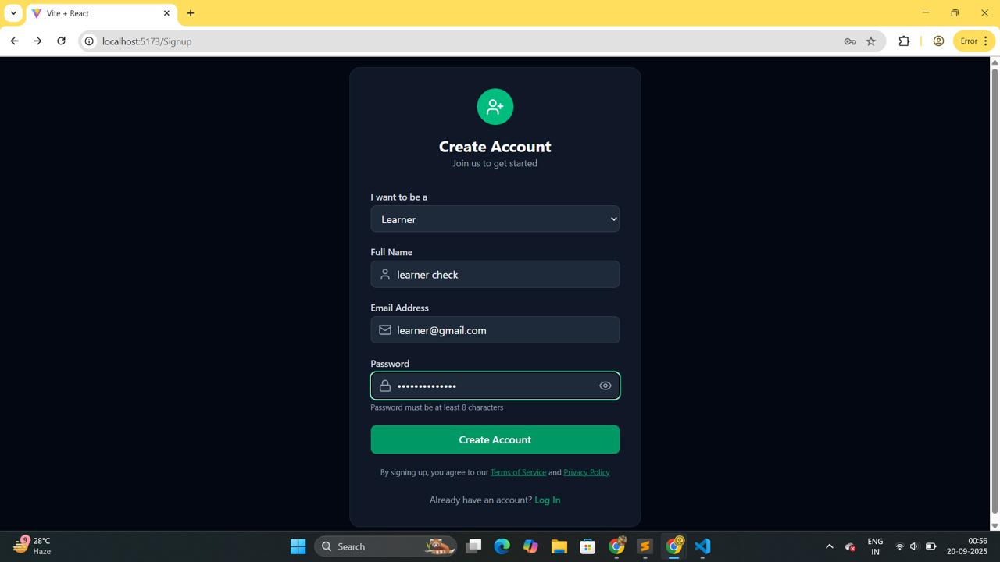 Vite + React
localhost:5173/Signup
Error
Create Account
Join us to get started
I want to be a
Learner
Full Name
learner check
Email Address
learner@gmail.com
Password
••••••••••••••
Password must be at least 8 characters
Create Account
By signing up, you agree to our Terms of Service and Privacy Policy
Already have an account? Log In
9
28°C
Haze
Search
ENG
IN
00:56
20-09-2025